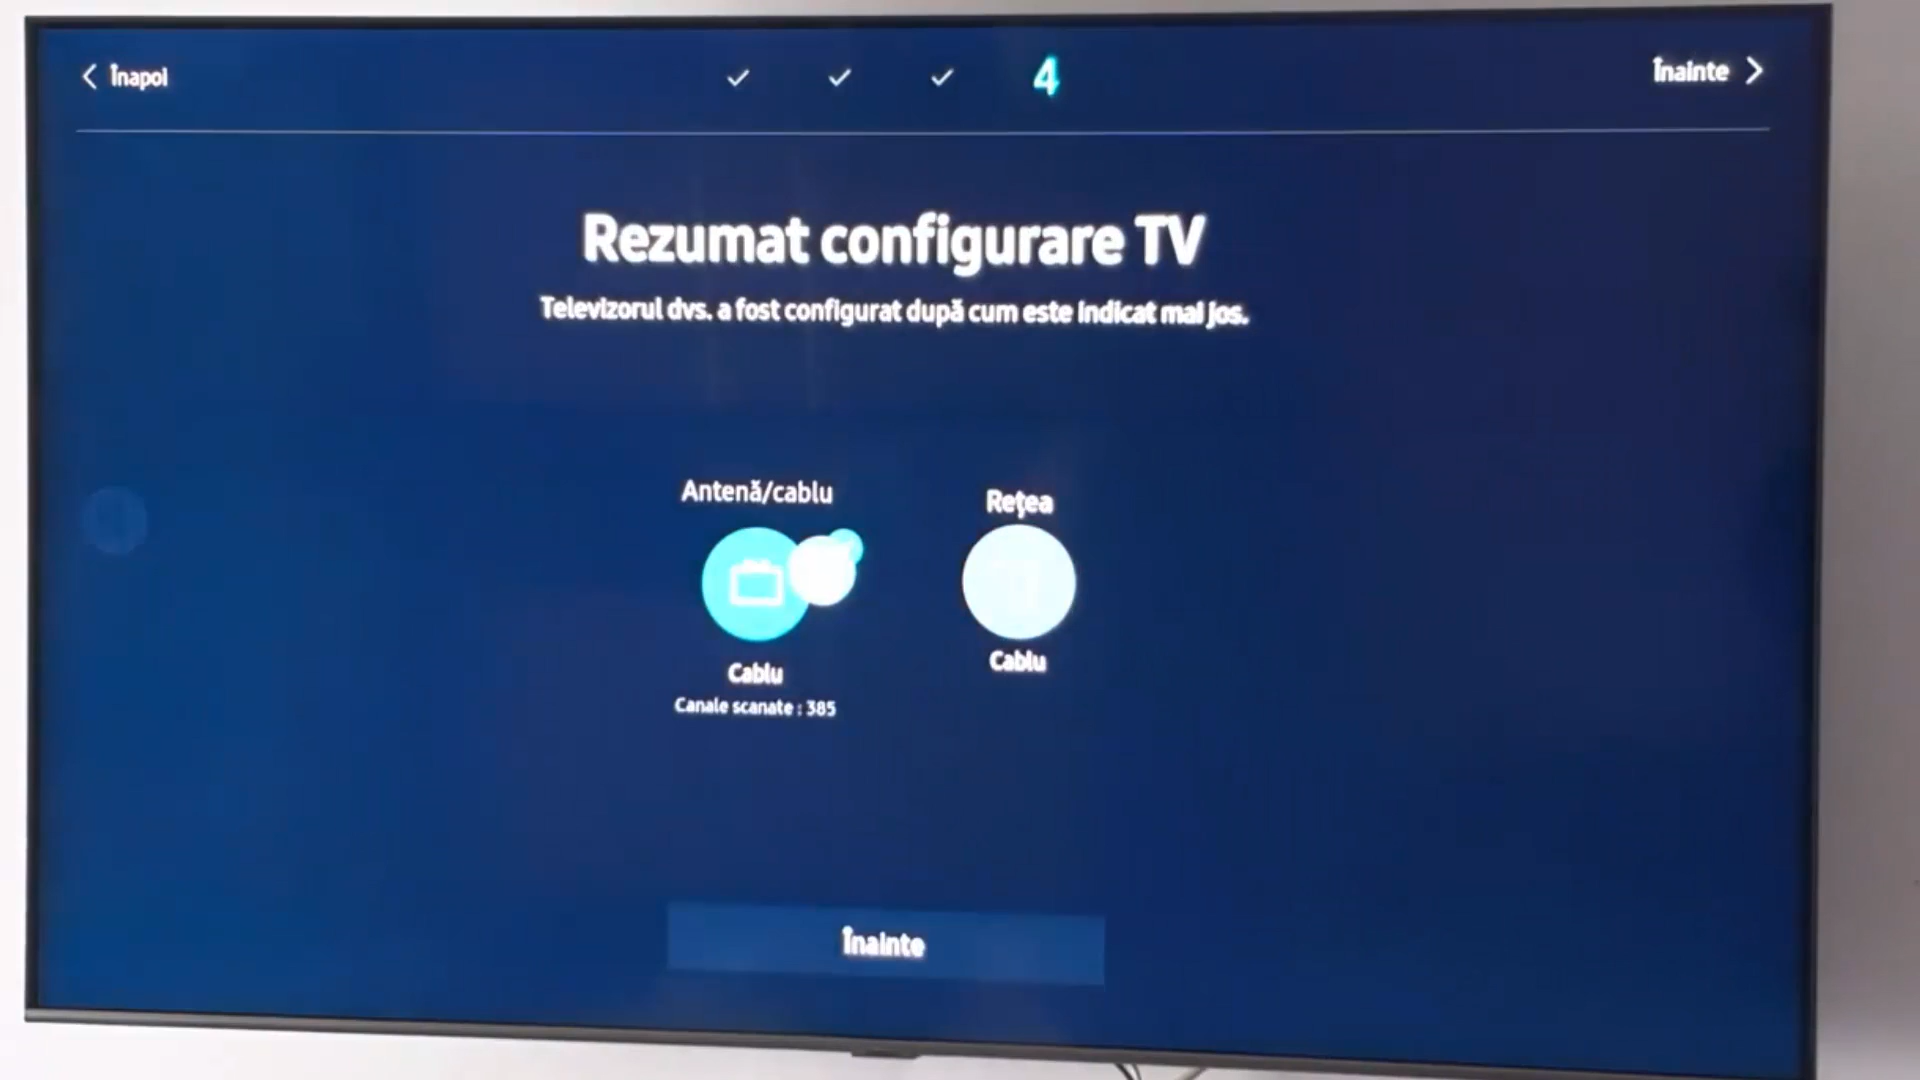 Înapoi
4
Înainte
Rezumat configurare TV
Televizorul dvs. a fost configurat după cum este indicat mai jos.
Antenă/cablu
Rețea
Cablu
Cablu
Canale scanate : 385
Înainte